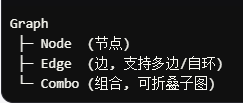 Graph
├─ Node （节点）
├─ Edge （边, 支持多边/自环）
└─ Combo （组合, 可折叠子图）